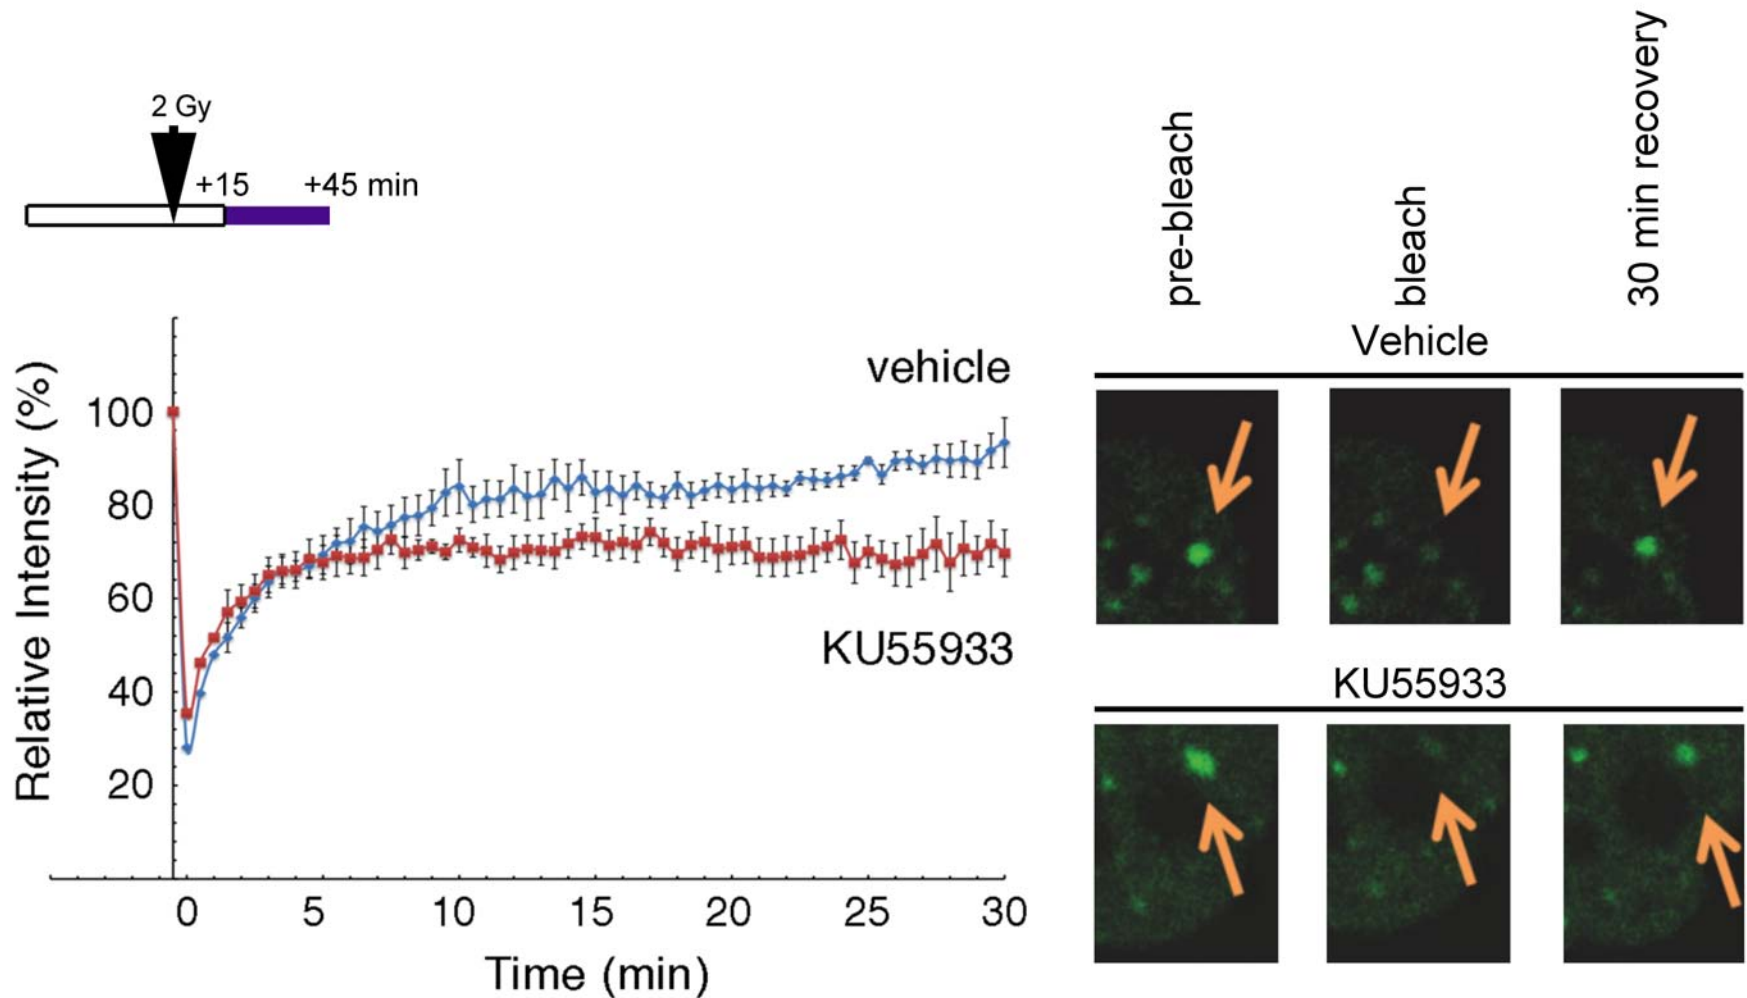 2 Gy
+15
+45 min
pre-bleach
bleach
30 min recovery
Vehicle
KU55933
Relative Intensity (%)
100
80
60
40
20
vehicle
KU55933
0 5 10 15 20 25 30
Time (min)